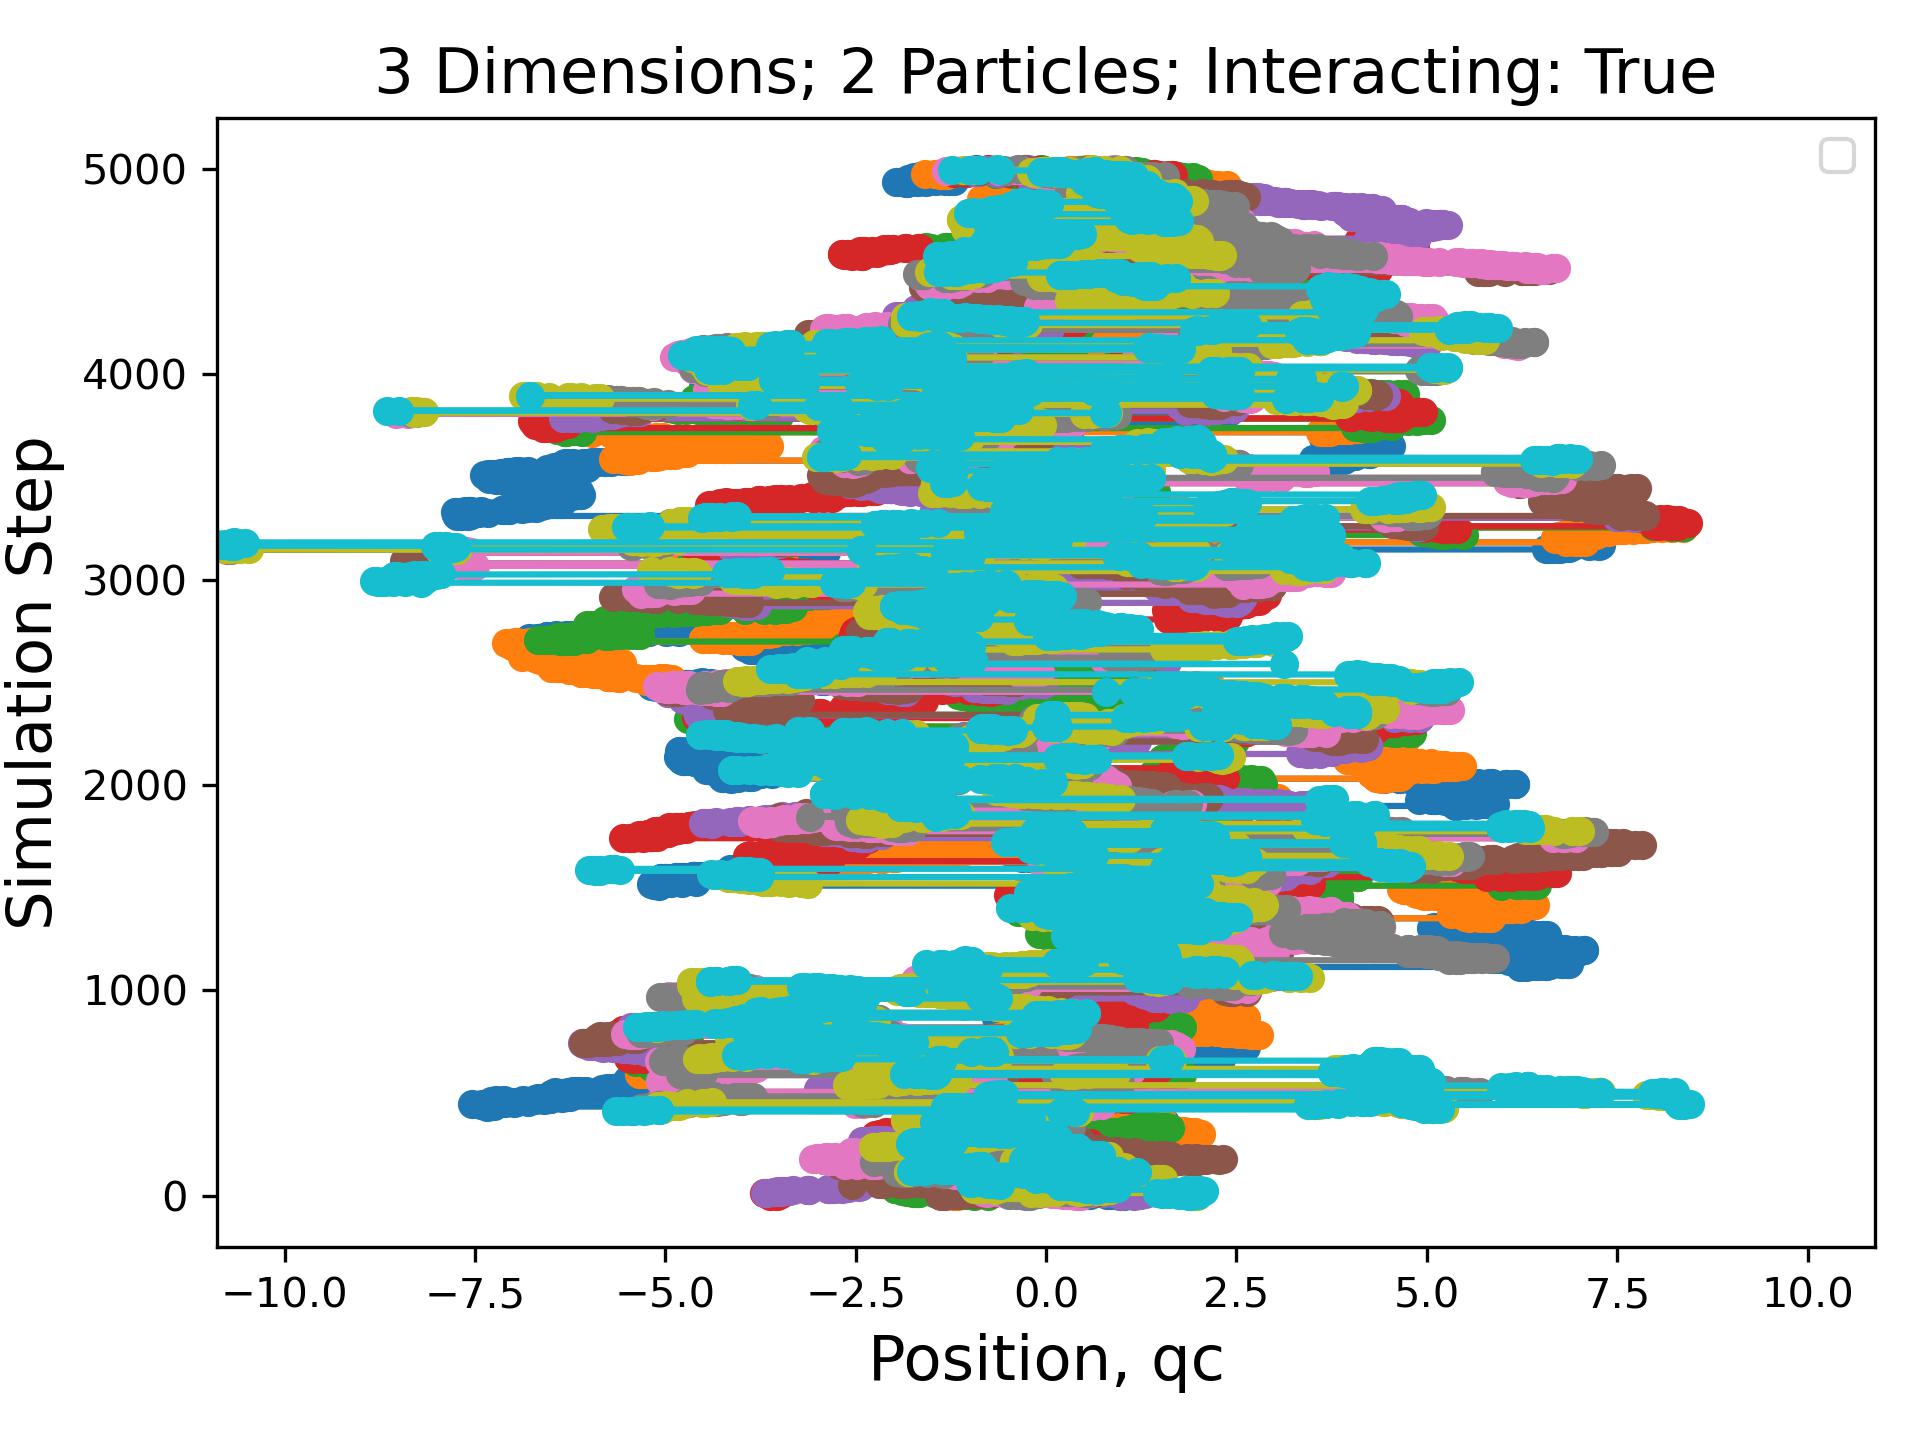 3 Dimensions; 2 Particles; Interacting: True
5000
4000
3000
2000
1000
0
Simulation Step
−10.0 −7.5 −5.0 −2.5 0.0 2.5 5.0 7.5 10.0
Position, qc